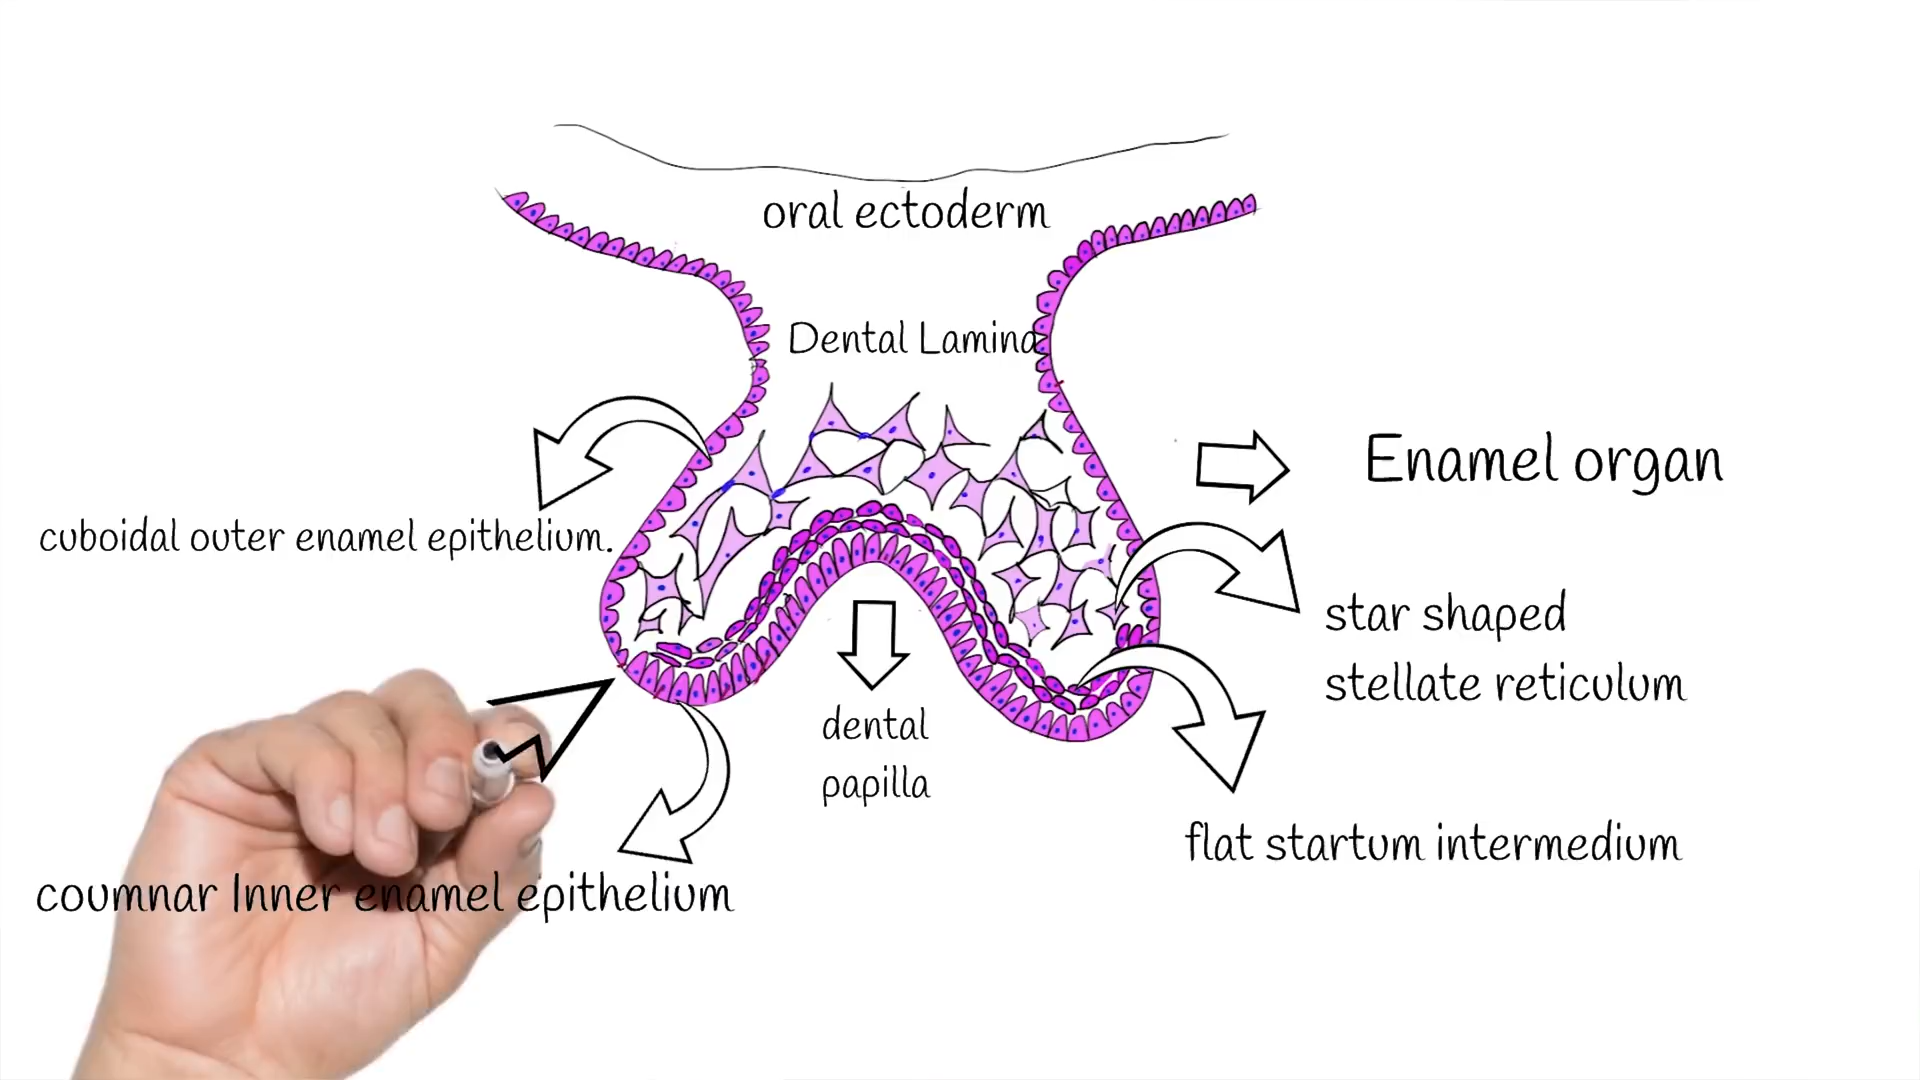 oral ectoderm
Dental Lamina
Enamel organ
cuboidal outer enamel epithelium.
star shaped
stellate reticulum
dental
papilla
flat startum intermedium
coumnar Inner enamel epithelium